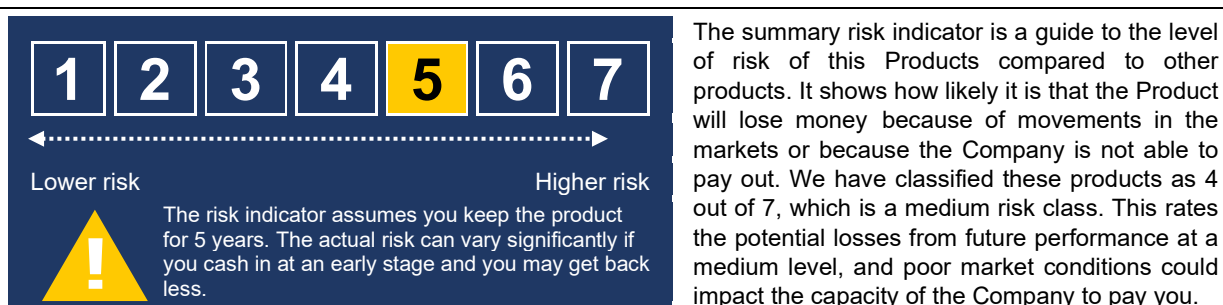 1 2 3 4 5 6 7
Lower risk Higher risk
!
The risk indicator assumes you keep the product
for 5 years. The actual risk can vary significantly if
you cash in at an early stage and you may get back
less.
The summary risk indicator is a guide to the level
of risk of this Products compared to other
products. It shows how likely it is that the Product
will lose money because of movements in the
markets or because the Company is not able to
pay out. We have classified these products as 4
out of 7, which is a medium risk class. This rates
the potential losses from future performance at a
medium level, and poor market conditions could
impact the capacity of the Company to pay you.